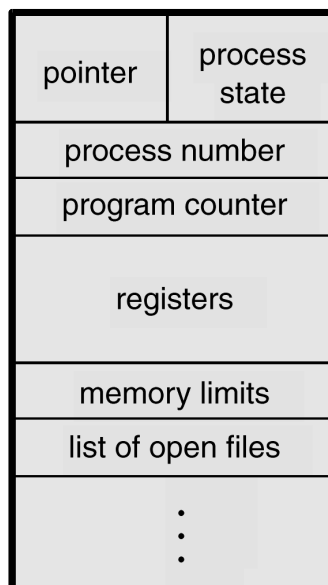 pointer
process
state
process number
program counter
registers
memory limits
list of open files